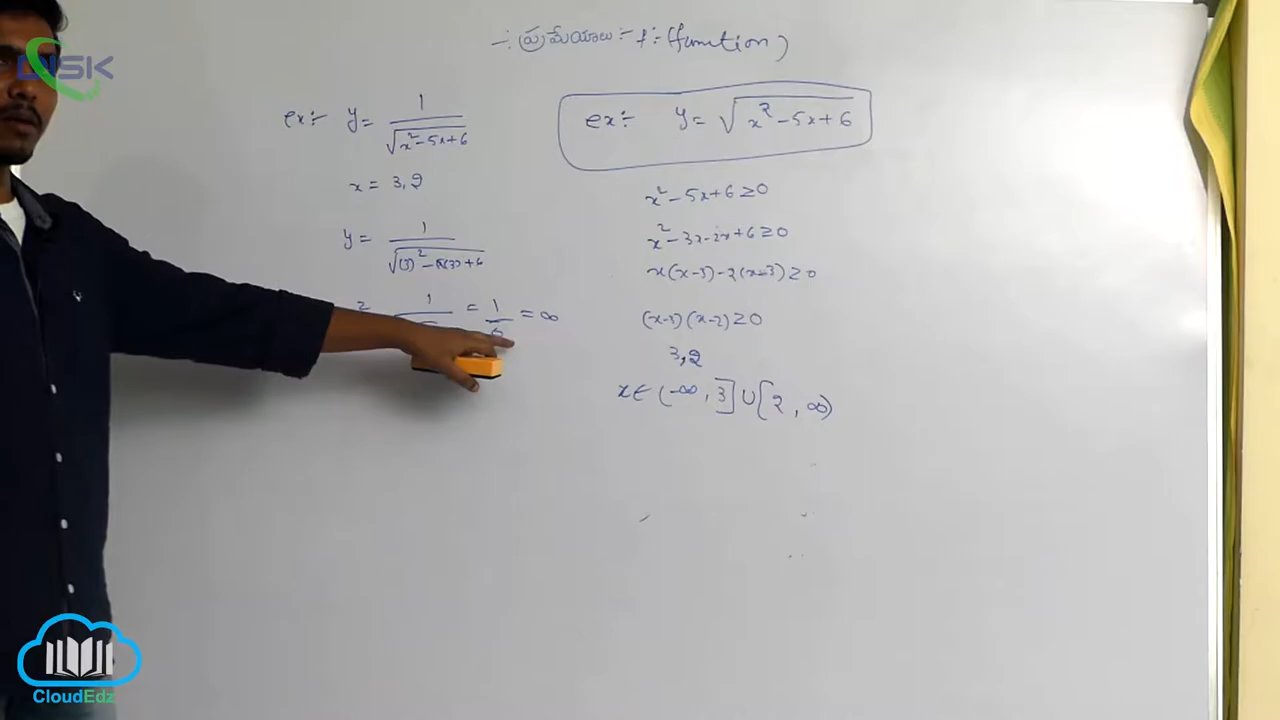 DISK
-: ప్రమేయాలు :- f :- (function)
ex:- y = 1/√(x²-5x+6)
x = 3,2
y = 1/√((3)²-5(3)+6)
= 1/0 = ∞
ex:- y = √(x²-5x+6)
x²-5x+6≥0
x²-3x-2x+6≥0
x(x-3)-2(x-3)≥0
(x-3)(x-2)≥0
3,2
x∈(-∞,3]∪[2,∞)
CloudEdz